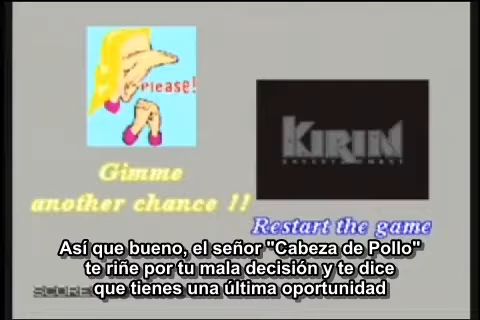 Please!
KIRIN
ENTERTAINMENT
Gimme
another chance !!
Restart the game
Así que bueno, el señor "Cabeza de Pollo"
te riñe por tu mala decisión y te dice
que tienes una última oportunidad
SCORE